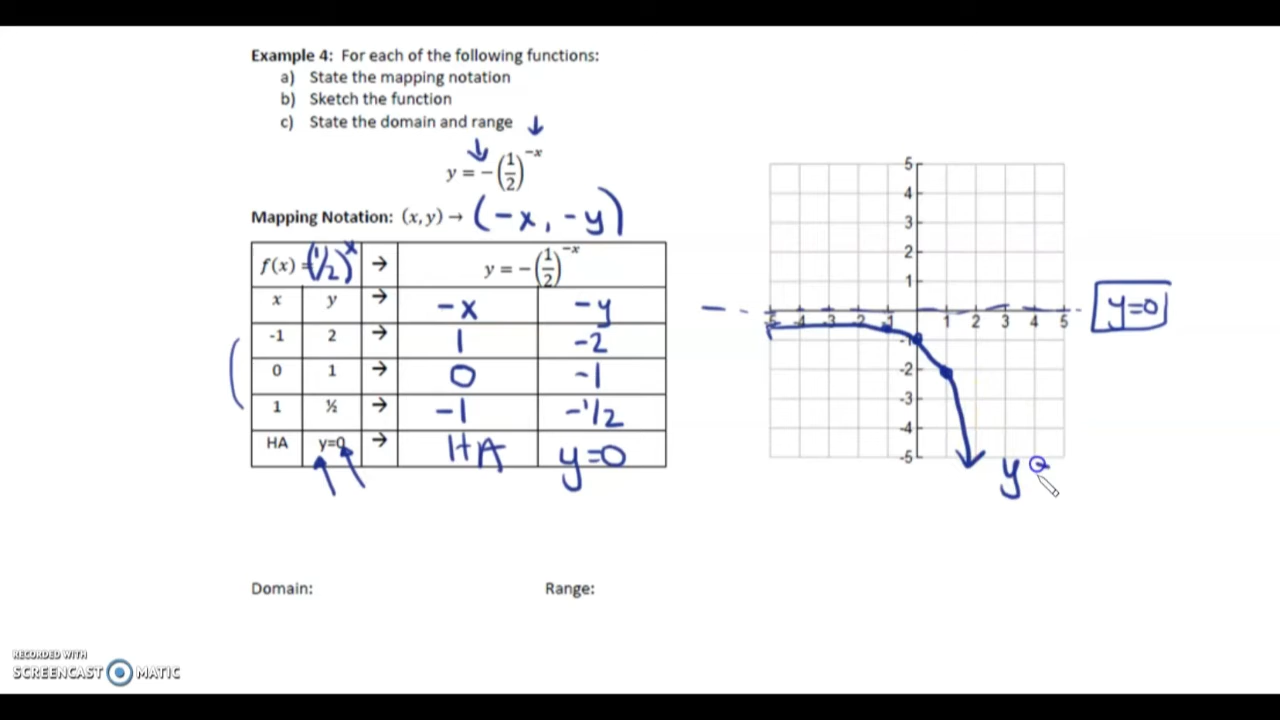 Example 4: For each of the following functions:
a) State the mapping notation
b) Sketch the function
c) State the domain and range ↓
↓
y = −(1/2)^−x
Mapping Notation: (x, y) → (−x, −y)
f(x) = (1/2)^x → y = −(1/2)^−x
x y → −x −y
-1 2 → 1 −2
0 1 → 0 −1
1 ½ → −1 −1/2
HA y=0 → HA y=0
5
4
3
2
1
-5 -4 -3 -2 -1 1 2 3 4 5
-1
-2
-3
-4
-5
y=0
y
Domain: Range:
RECORDED WITH
SCREENCAST MATIC